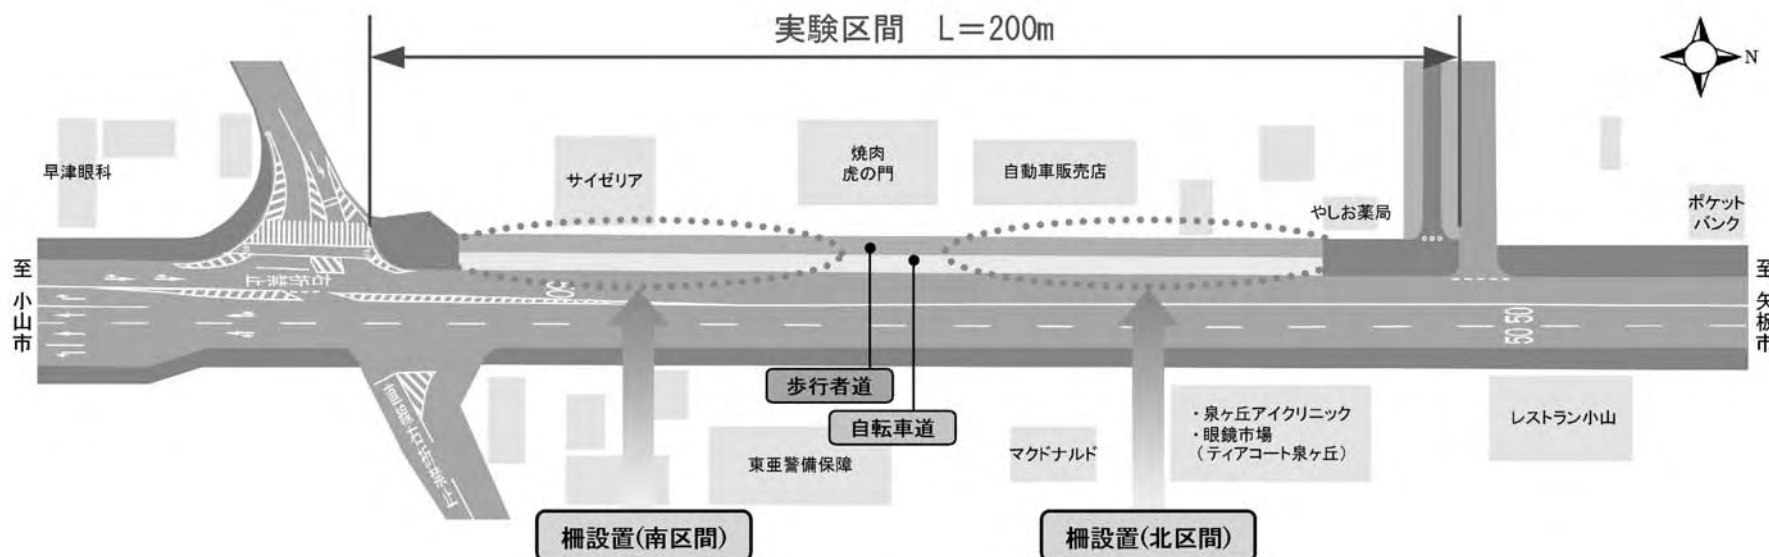 実験区間 L=200m
N
早津眼科
サイゼリア
焼肉
虎の門
自動車販売店
やしお薬局
ポケット
バンク
至 小山市
至 矢板市
50 50
歩行者道
自転車道
東亜警備保障
マクドナルド
・泉ヶ丘アイクリニック
・眼鏡市場
(ティアコート泉ヶ丘)
レストラン小山
柵設置(南区間)
柵設置(北区間)